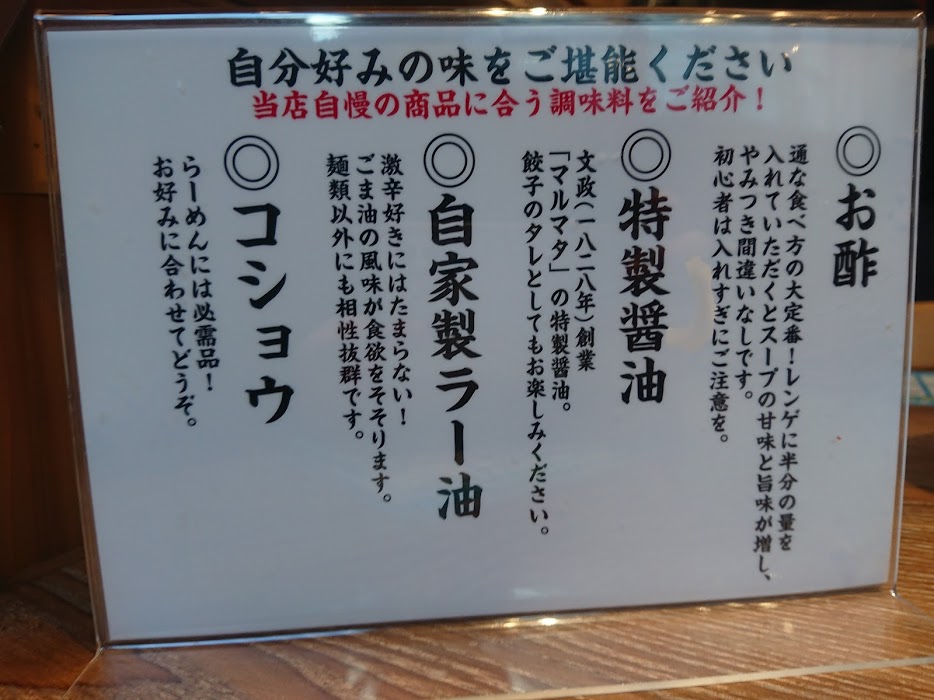 自分好みの味をご堪能ください
当店自慢の商品に合う調味料をご紹介！
◎お酢
通な食べ方の大定番！レンゲに半分の量を
入れていただくとスープの甘味と旨味が増し、
やみつき間違いなしです。
初心者は入れすぎにご注意を。
◎特製醤油
文政（一八二八年）創業
「マルマタ」の特製醤油。
餃子のタレとしてもお楽しみください。
◎自家製ラー油
激辛好きにはたまらない！
ごま油の風味が食欲をそそります。
麺類以外にも相性抜群です。
◎コショウ
らーめんには必需品！
お好みに合わせてどうぞ。